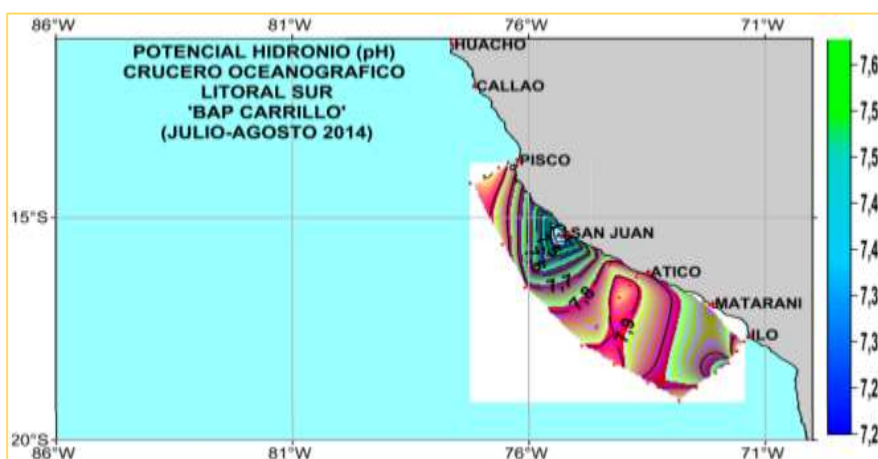 86°W 81°W 76°W 71°W
POTENCIAL HIDRONIO (pH)
CRUCERO OCEANOGRAFICO
LITORAL SUR
'BAP CARRILLO'
(JULIO-AGOSTO 2014)
HUACHO
CALLAO
PISCO
15°S
SAN JUAN
ATICO
MATARANI
ILO
7,7
7,8
7,9
20°S
86°W 81°W 76°W 71°W
7,6
7,5
7,5
7,4
7,4
7,3
7,3
7,2
7,2